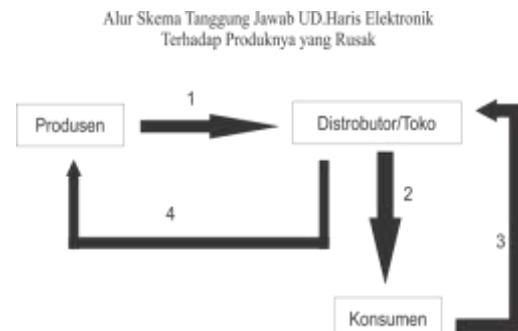 Alur Skema Tanggung Jawab UD.Haris Elektronik
Terhadap Produknya yang Rusak
1
Produsen
Distrobutor/Toko
2
4
3
Konsumen